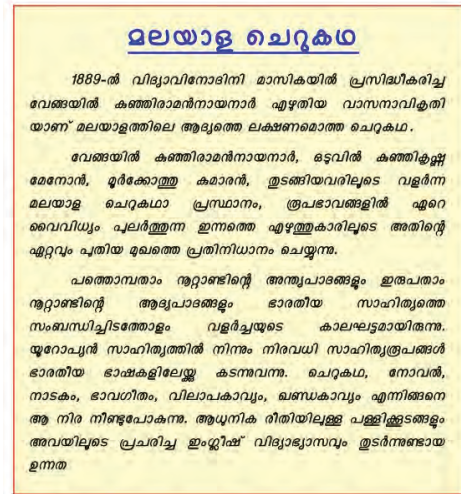 മലയാള ചെറുകഥ
1889-ൽ വിദ്യാവിനോദിനി മാസികയിൽ പ്രസിദ്ധീകരിച്ച
വേങ്ങയിൽ കുഞ്ഞിരാമൻനായനാർ എഴുതിയ വാസനാവികൃതി
യാണ് മലയാളത്തിലെ ആദ്യത്തെ ലക്ഷണമൊത്ത ചെറുകഥ.
വേങ്ങയിൽ കുഞ്ഞിരാമൻനായനാർ, ഒടുവിൽ കുഞ്ഞികൃഷ്ണ
മേനോൻ, മൂർക്കോത്തു കുമാരൻ, തുടങ്ങിയവരിലൂടെ വളർന്ന
മലയാള ചെറുകഥാ പ്രസ്ഥാനം, രൂപഭാവങ്ങളിൽ ഏറെ
വൈവിധ്യം പുലർത്തുന്ന ഇന്നത്തെ എഴുത്തുകാരിലൂടെ അതിന്റെ
ഏറ്റവും പുതിയ മുഖത്തെ പ്രതിനിധാനം ചെയ്യുന്നു.
പത്തൊമ്പതാം നൂറ്റാണ്ടിന്റെ അന്ത്യപാദങ്ങളും ഇരുപതാം
നൂറ്റാണ്ടിന്റെ ആദ്യപാദങ്ങളും ഭാരതീയ സാഹിത്യത്തെ
സംബന്ധിച്ചിടത്തോളം വളർച്ചയുടെ കാലഘട്ടമായിരുന്നു.
യൂറോപ്യൻ സാഹിത്യത്തിൽ നിന്നും നിരവധി സാഹിത്യരൂപങ്ങൾ
ഭാരതീയ ഭാഷകളിലേയ്ക്കു കടന്നുവന്നു. ചെറുകഥ, നോവൽ,
നാടകം, ഭാവഗീതം, വിലാപകാവ്യം, ഖണ്ഡകാവ്യം എന്നിങ്ങനെ
ആ നിര നീണ്ടുപോകുന്നു. ആധുനിക രീതിയിലുള്ള പള്ളിക്കൂടങ്ങളും
അവയിലൂടെ പ്രചരിച്ച ഇംഗ്ലീഷ് വിദ്യാഭ്യാസവും തുടർന്നുണ്ടായ
ഉന്നത